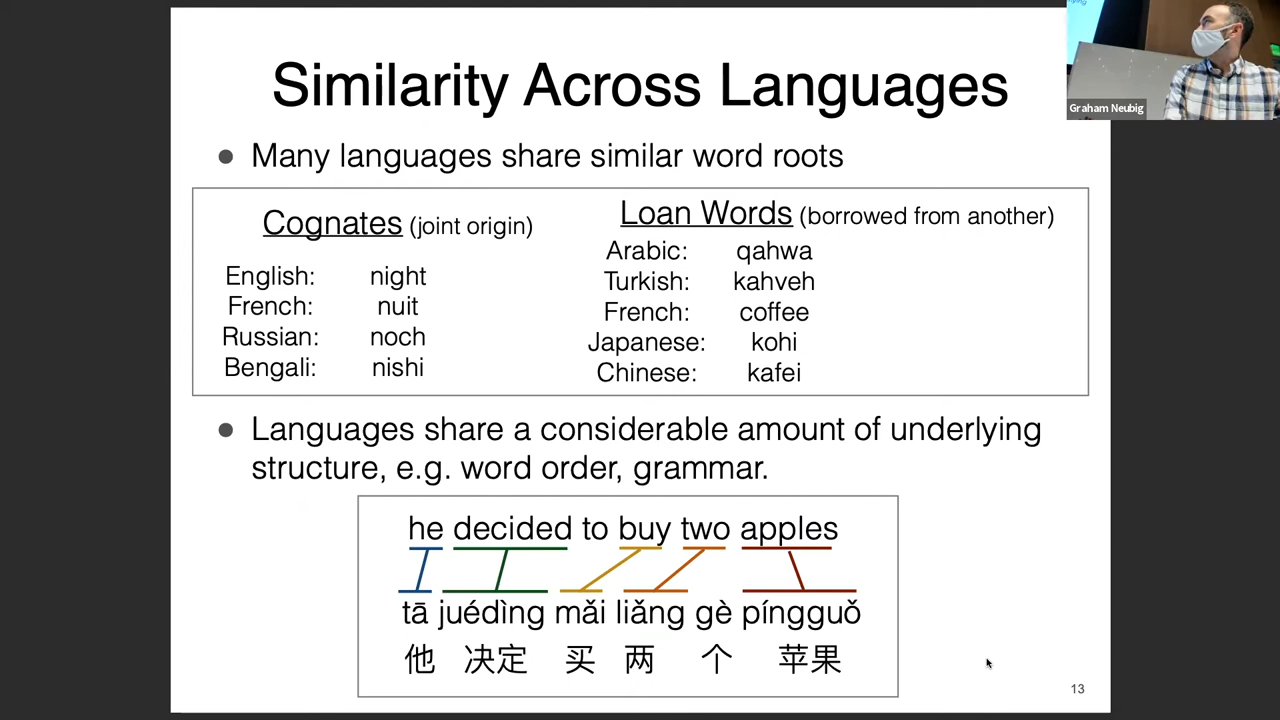 Similarity Across Languages
Graham Neubig
• Many languages share similar word roots
Cognates (joint origin)
English: night
French: nuit
Russian: noch
Bengali: nishi
Loan Words (borrowed from another)
Arabic: qahwa
Turkish: kahveh
French: coffee
Japanese: kohi
Chinese: kafei
• Languages share a considerable amount of underlying
structure, e.g. word order, grammar.
he decided to buy two apples
tā juédìng mǎi liǎng gè píngguǒ
他 决定 买 两 个 苹果
13